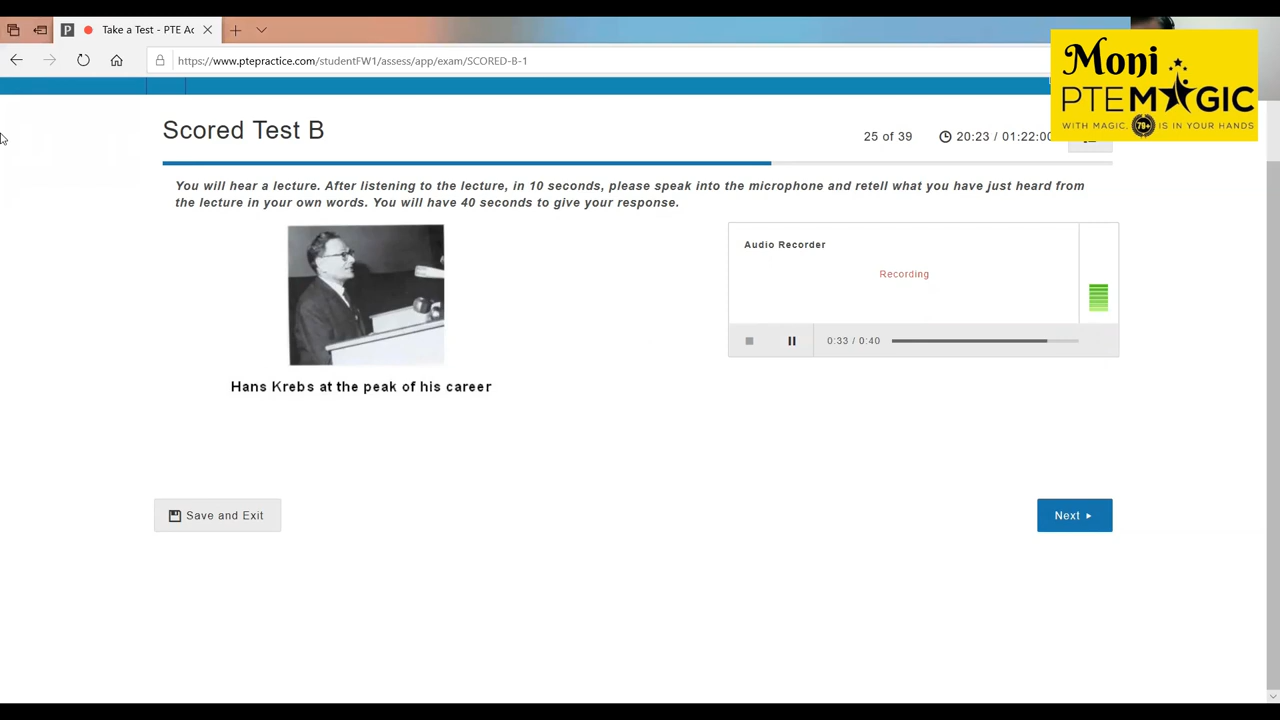 Take a Test - PTE Ac
https://www.ptepractice.com/studentFW1/assess/app/exam/SCORED-B-1
Moni
PTE MAGIC
WITH MAGIC, 79+ IS IN YOUR HANDS
Scored Test B
25 of 39
20:23 / 01:22:00
You will hear a lecture. After listening to the lecture, in 10 seconds, please speak into the microphone and retell what you have just heard from
the lecture in your own words. You will have 40 seconds to give your response.
Audio Recorder
Recording
0:33 / 0:40
Hans Krebs at the peak of his career
Save and Exit
Next